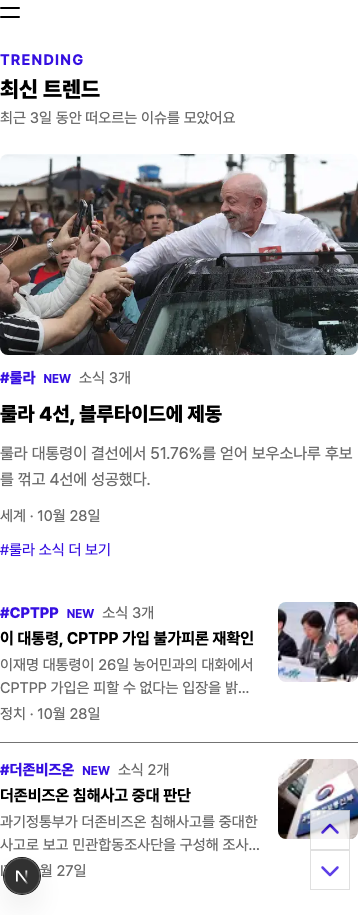 TRENDING
최신 트렌드
최근 3일 동안 떠오르는 이슈를 모았어요
#룰라 NEW 소식 3개
룰라 4선, 블루타이드에 제동
룰라 대통령이 결선에서 51.76%를 얻어 보우소나루 후보
를 꺾고 4선에 성공했다.
세계 · 10월 28일
#룰라 소식 더 보기
#CPTPP NEW 소식 3개
이 대통령, CPTPP 가입 불가피론 재확인
이재명 대통령이 26일 농어민과의 대화에서
CPTPP 가입은 피할 수 없다는 입장을 밝...
정치 · 10월 28일
#더존비즈온 NEW 소식 2개
더존비즈온 침해사고 중대 판단
과기정통부가 더존비즈온 침해사고를 중대한
사고로 보고 민관합동조사단을 구성해 조사...
N
월 27일